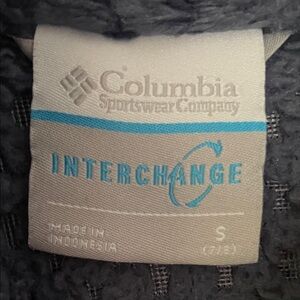 Columbia
Sportswear Company
INTERCHANGE
MADE IN
INDONESIA
S
(7/8)